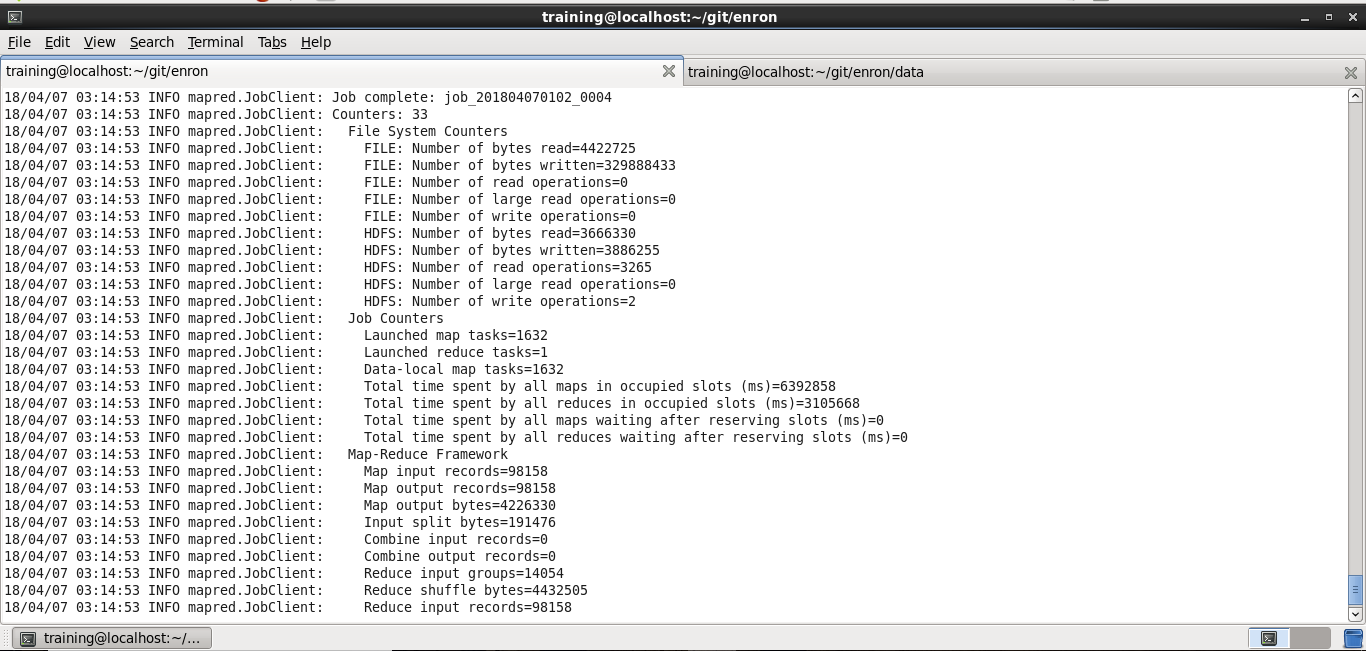 training@localhost:~/git/enron
File Edit View Search Terminal Tabs Help
training@localhost:~/git/enron
training@localhost:~/git/enron/data
18/04/07 03:14:53 INFO mapred.JobClient: Job complete: job_201804070102_0004
18/04/07 03:14:53 INFO mapred.JobClient: Counters: 33
18/04/07 03:14:53 INFO mapred.JobClient:   File System Counters
18/04/07 03:14:53 INFO mapred.JobClient:     FILE: Number of bytes read=4422725
18/04/07 03:14:53 INFO mapred.JobClient:     FILE: Number of bytes written=329888433
18/04/07 03:14:53 INFO mapred.JobClient:     FILE: Number of read operations=0
18/04/07 03:14:53 INFO mapred.JobClient:     FILE: Number of large read operations=0
18/04/07 03:14:53 INFO mapred.JobClient:     FILE: Number of write operations=0
18/04/07 03:14:53 INFO mapred.JobClient:     HDFS: Number of bytes read=3666330
18/04/07 03:14:53 INFO mapred.JobClient:     HDFS: Number of bytes written=3886255
18/04/07 03:14:53 INFO mapred.JobClient:     HDFS: Number of read operations=3265
18/04/07 03:14:53 INFO mapred.JobClient:     HDFS: Number of large read operations=0
18/04/07 03:14:53 INFO mapred.JobClient:     HDFS: Number of write operations=2
18/04/07 03:14:53 INFO mapred.JobClient:   Job Counters
18/04/07 03:14:53 INFO mapred.JobClient:     Launched map tasks=1632
18/04/07 03:14:53 INFO mapred.JobClient:     Launched reduce tasks=1
18/04/07 03:14:53 INFO mapred.JobClient:     Data-local map tasks=1632
18/04/07 03:14:53 INFO mapred.JobClient:     Total time spent by all maps in occupied slots (ms)=6392858
18/04/07 03:14:53 INFO mapred.JobClient:     Total time spent by all reduces in occupied slots (ms)=3105668
18/04/07 03:14:53 INFO mapred.JobClient:     Total time spent by all maps waiting after reserving slots (ms)=0
18/04/07 03:14:53 INFO mapred.JobClient:     Total time spent by all reduces waiting after reserving slots (ms)=0
18/04/07 03:14:53 INFO mapred.JobClient:   Map-Reduce Framework
18/04/07 03:14:53 INFO mapred.JobClient:     Map input records=98158
18/04/07 03:14:53 INFO mapred.JobClient:     Map output records=98158
18/04/07 03:14:53 INFO mapred.JobClient:     Map output bytes=4226330
18/04/07 03:14:53 INFO mapred.JobClient:     Input split bytes=191476
18/04/07 03:14:53 INFO mapred.JobClient:     Combine input records=0
18/04/07 03:14:53 INFO mapred.JobClient:     Combine output records=0
18/04/07 03:14:53 INFO mapred.JobClient:     Reduce input groups=14054
18/04/07 03:14:53 INFO mapred.JobClient:     Reduce shuffle bytes=4432505
18/04/07 03:14:53 INFO mapred.JobClient:     Reduce input records=98158
training@localhost:~/...